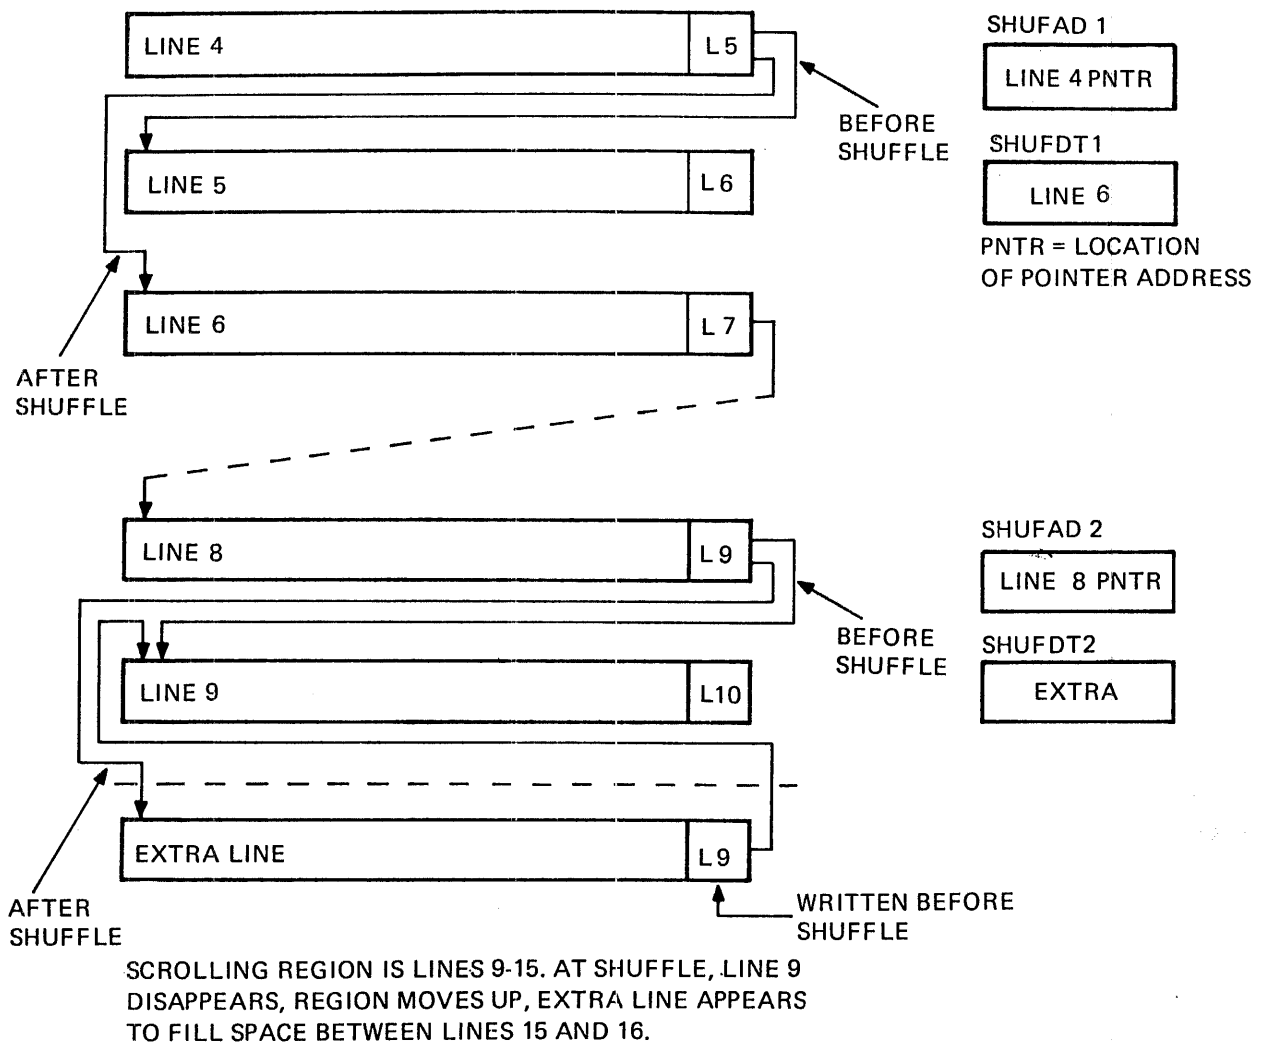 LINE 4
L5
SHUFAD 1
LINE 4 PNTR
BEFORE
SHUFFLE
SHUFDT1
LINE 6
PNTR = LOCATION
OF POINTER ADDRESS
LINE 5
L6
LINE 6
L7
AFTER
SHUFFLE
LINE 8
L9
SHUFAD 2
LINE 8 PNTR
BEFORE
SHUFFLE
SHUFDT2
EXTRA
LINE 9
L10
EXTRA LINE
L9
AFTER
SHUFFLE
WRITTEN BEFORE
SHUFFLE
SCROLLING REGION IS LINES 9-15. AT SHUFFLE, LINE 9
DISAPPEARS, REGION MOVES UP, EXTRA LINE APPEARS
TO FILL SPACE BETWEEN LINES 15 AND 16.